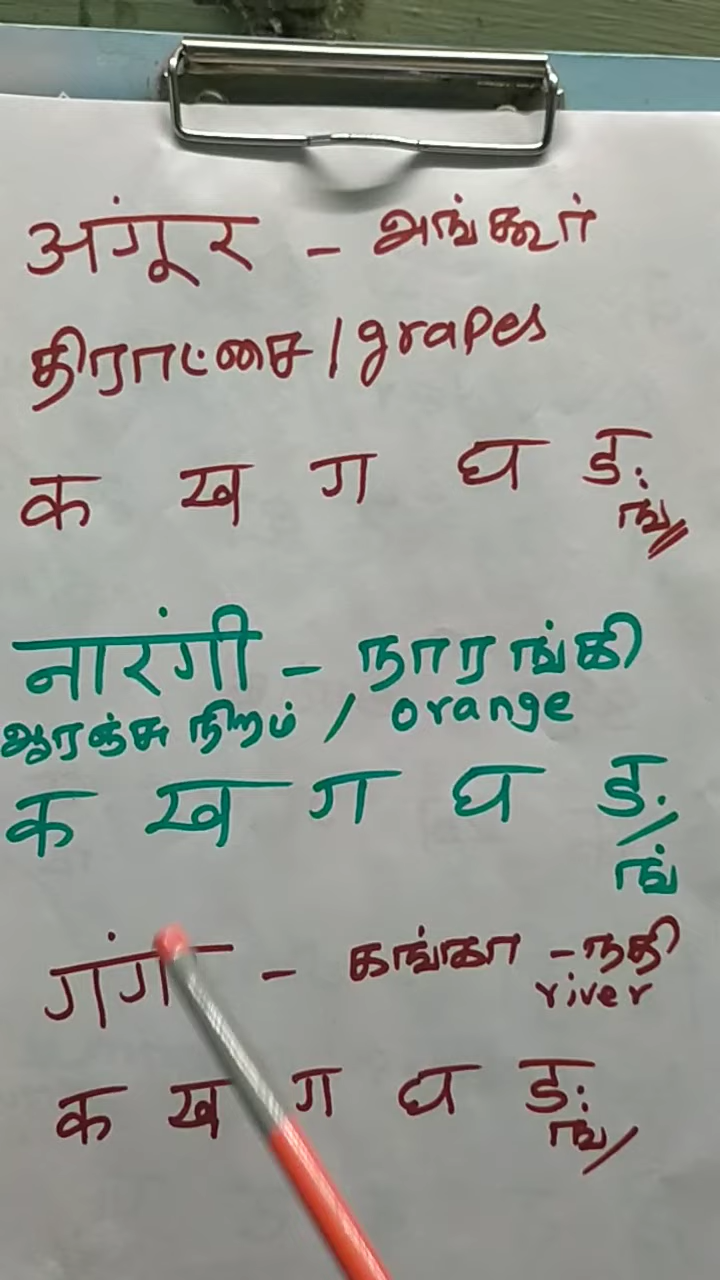 अंगूर - அங்கூர்
திராட்சை / grapes
क ख ग घ ङ:
ங்
नारंगी - நாரங்கி
ஆரஞ்சு நிறம் / orange
क ख ग घ ङ.
ங்
गंग - கங்கா - நதி
river
क ख ग घ ङ:
ங்